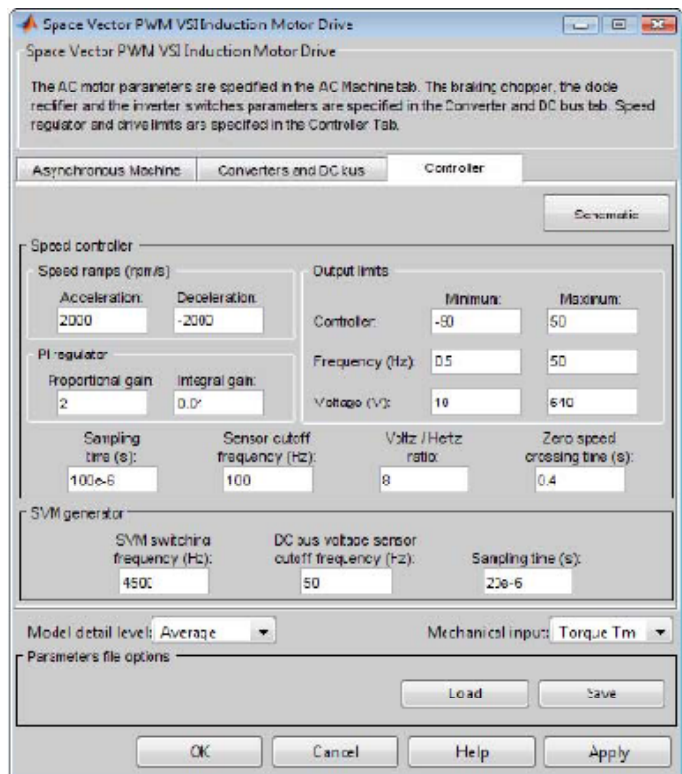 Space Vector PWM VSI Induction Motor Drive
Space Vector PWM VSI Induction Motor Drive
The AC motor parameters are specified in the AC Machine tab. The braking chopper, the diode
rectifier and the inverter switches parameters are specified in the Converter and DC bus tab. Speed
regulator and drive limits are specified in the Controller Tab.
Asynchronous Machine Converters and DC bus Controller
Schematic
Speed controller
Speed ramps (rpm/s)
Acceleration: Deceleration:
2000 -2000
PI regulator
Proportional gain: Integral gain:
2
Output limits
Minimum: Maximum:
Controller: 50
Frequency (Hz): 0.5 50
Voltage (V): 10 640
Sampling
time (s):
100e-6
Sensor cutoff
frequency (Hz):
100
Voltz / Hertz
ratio:
8
Zero speed
crossing time (s):
0.4
SVM generator
SVM switching
frequency (Hz):
4500
DC bus voltage sensor
cutoff frequency (Hz):
50
Sampling time (s):
20e-6
Model detail level: Average Mechanical input: Torque Tm
Parameters file options
Load Save
OK Cancel Help Apply